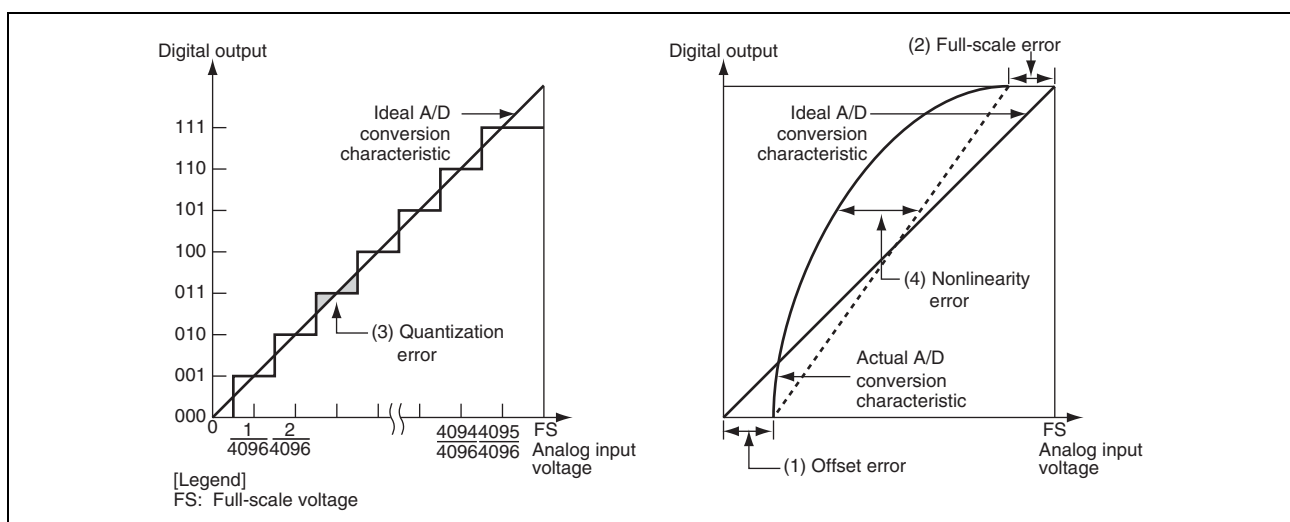 Digital output
Ideal A/D
conversion
characteristic
111
110
101
100
011
010
001
000
(3) Quantization
error
0
1
4096
2
4096
4094
4096
4095
4096
FS
Analog input
voltage
[Legend]
FS: Full-scale voltage
Digital output
(2) Full-scale error
Ideal A/D
conversion
characteristic
(4) Nonlinearity
error
Actual A/D
conversion
characteristic
FS
Analog input
voltage
(1) Offset error